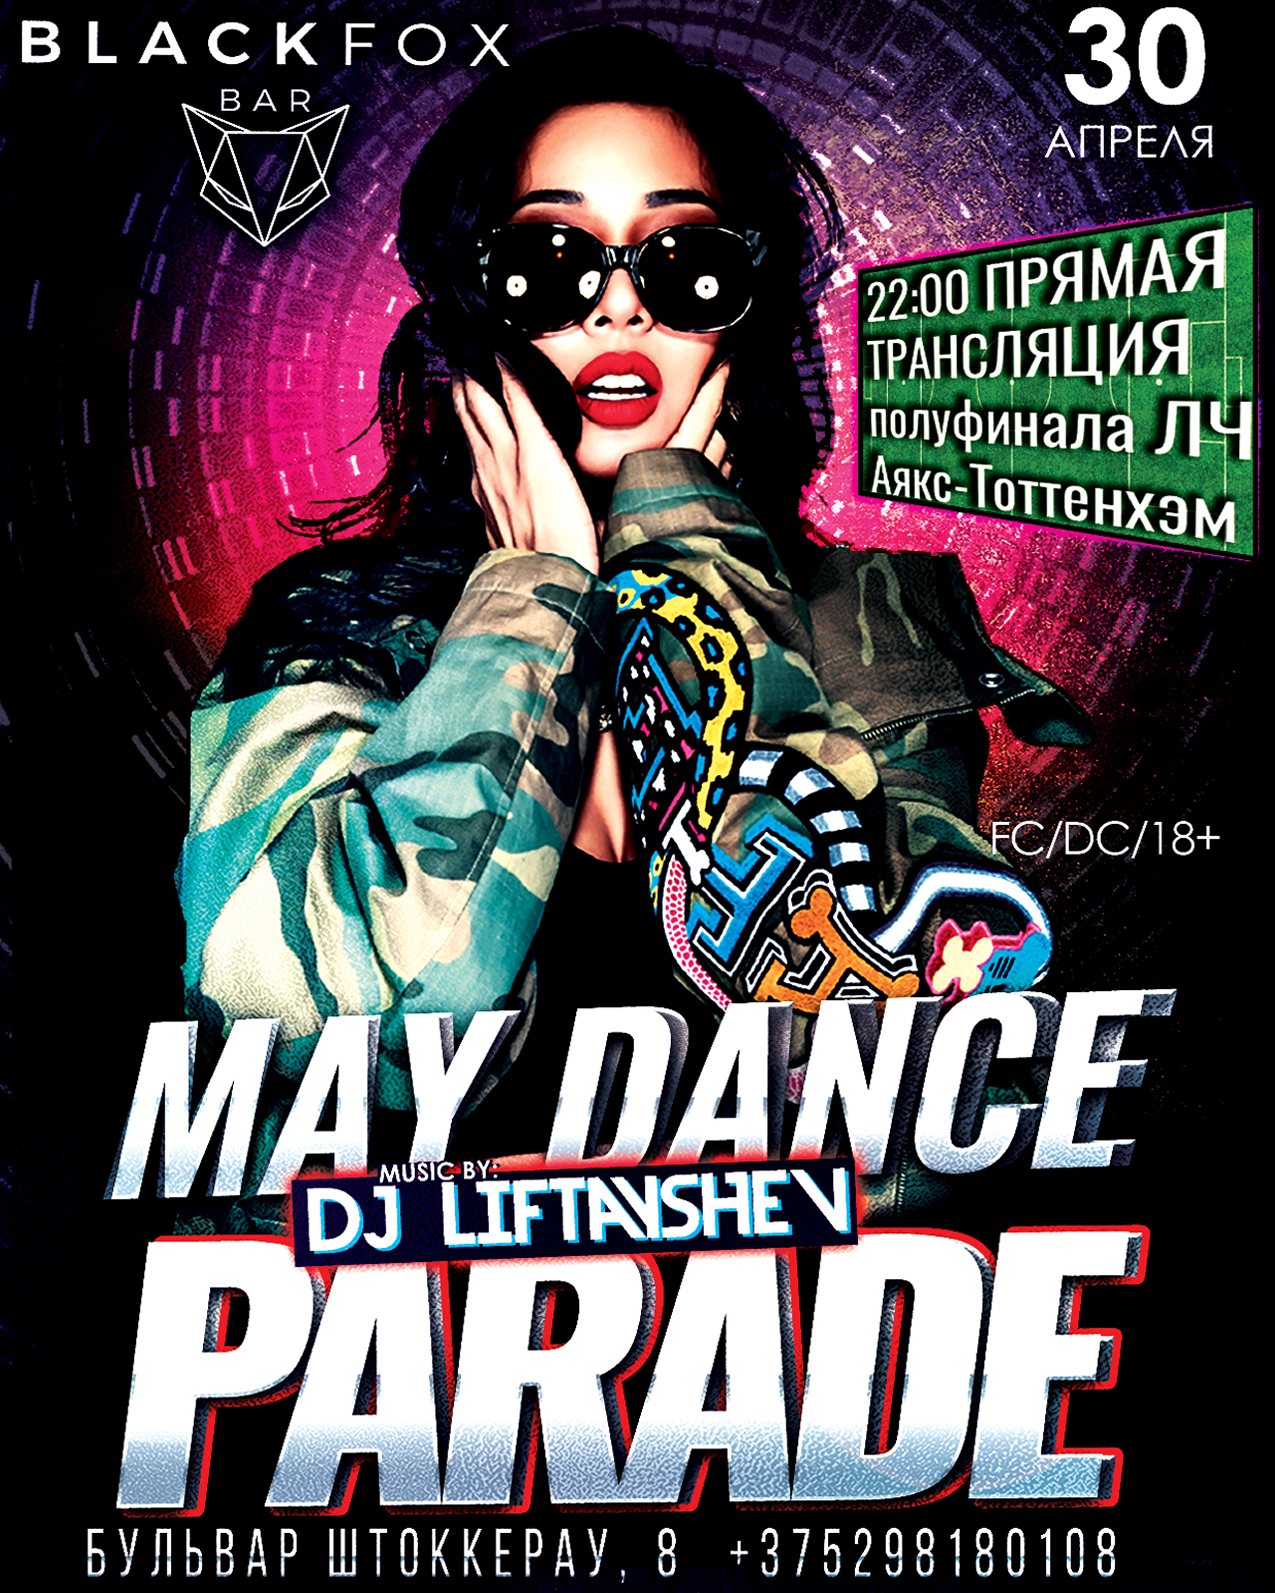 BLACKFOX
BAR
30
АПРЕЛЯ
22:00 ПРЯМАЯ
ТРАНСЛЯЦИЯ
полуфинала ЛЧ
Аякс-Тоттенхэм
FC/DC/18+
MAY DANCE
MUSIC BY:
DJ LIFTAVSHEV
PARADE
БУЛЬВАР ШТОККЕРАУ, 8 +375298180108